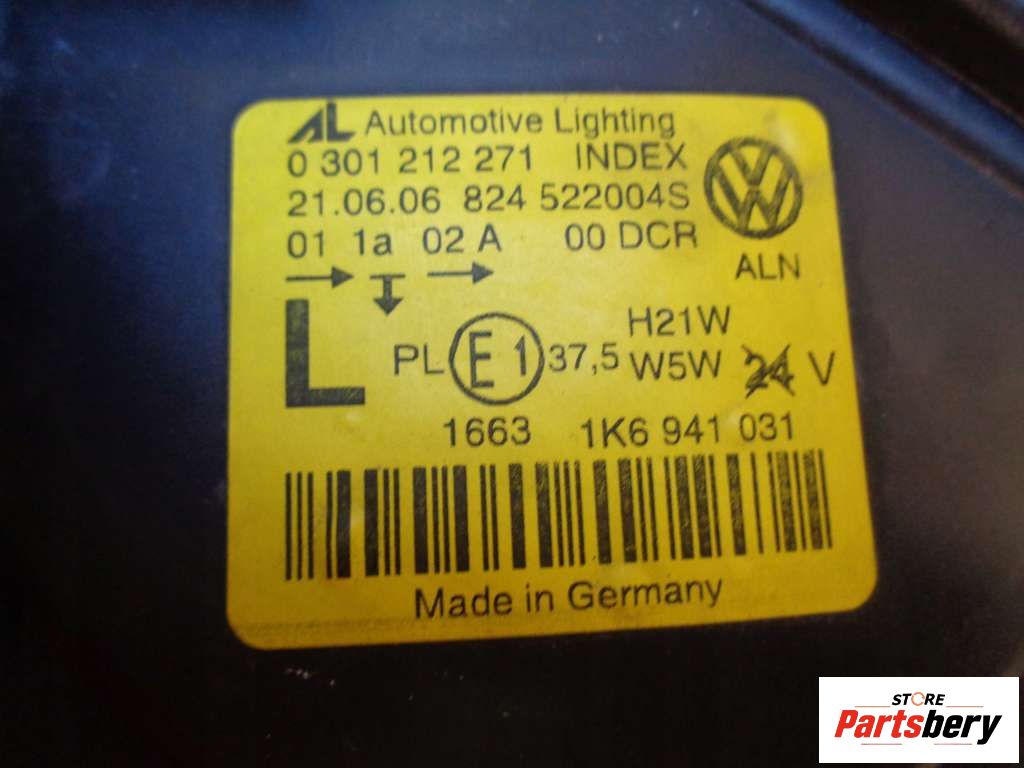 AL Automotive Lighting
0 301 212 271 INDEX
21.06.06 824 522004S
01 1a 02 A 00 DCR
ALN
L
PL E1 37,5 H21W
W5W 24 V
1663 1K6 941 031
Made in Germany
STORE
Partsbery